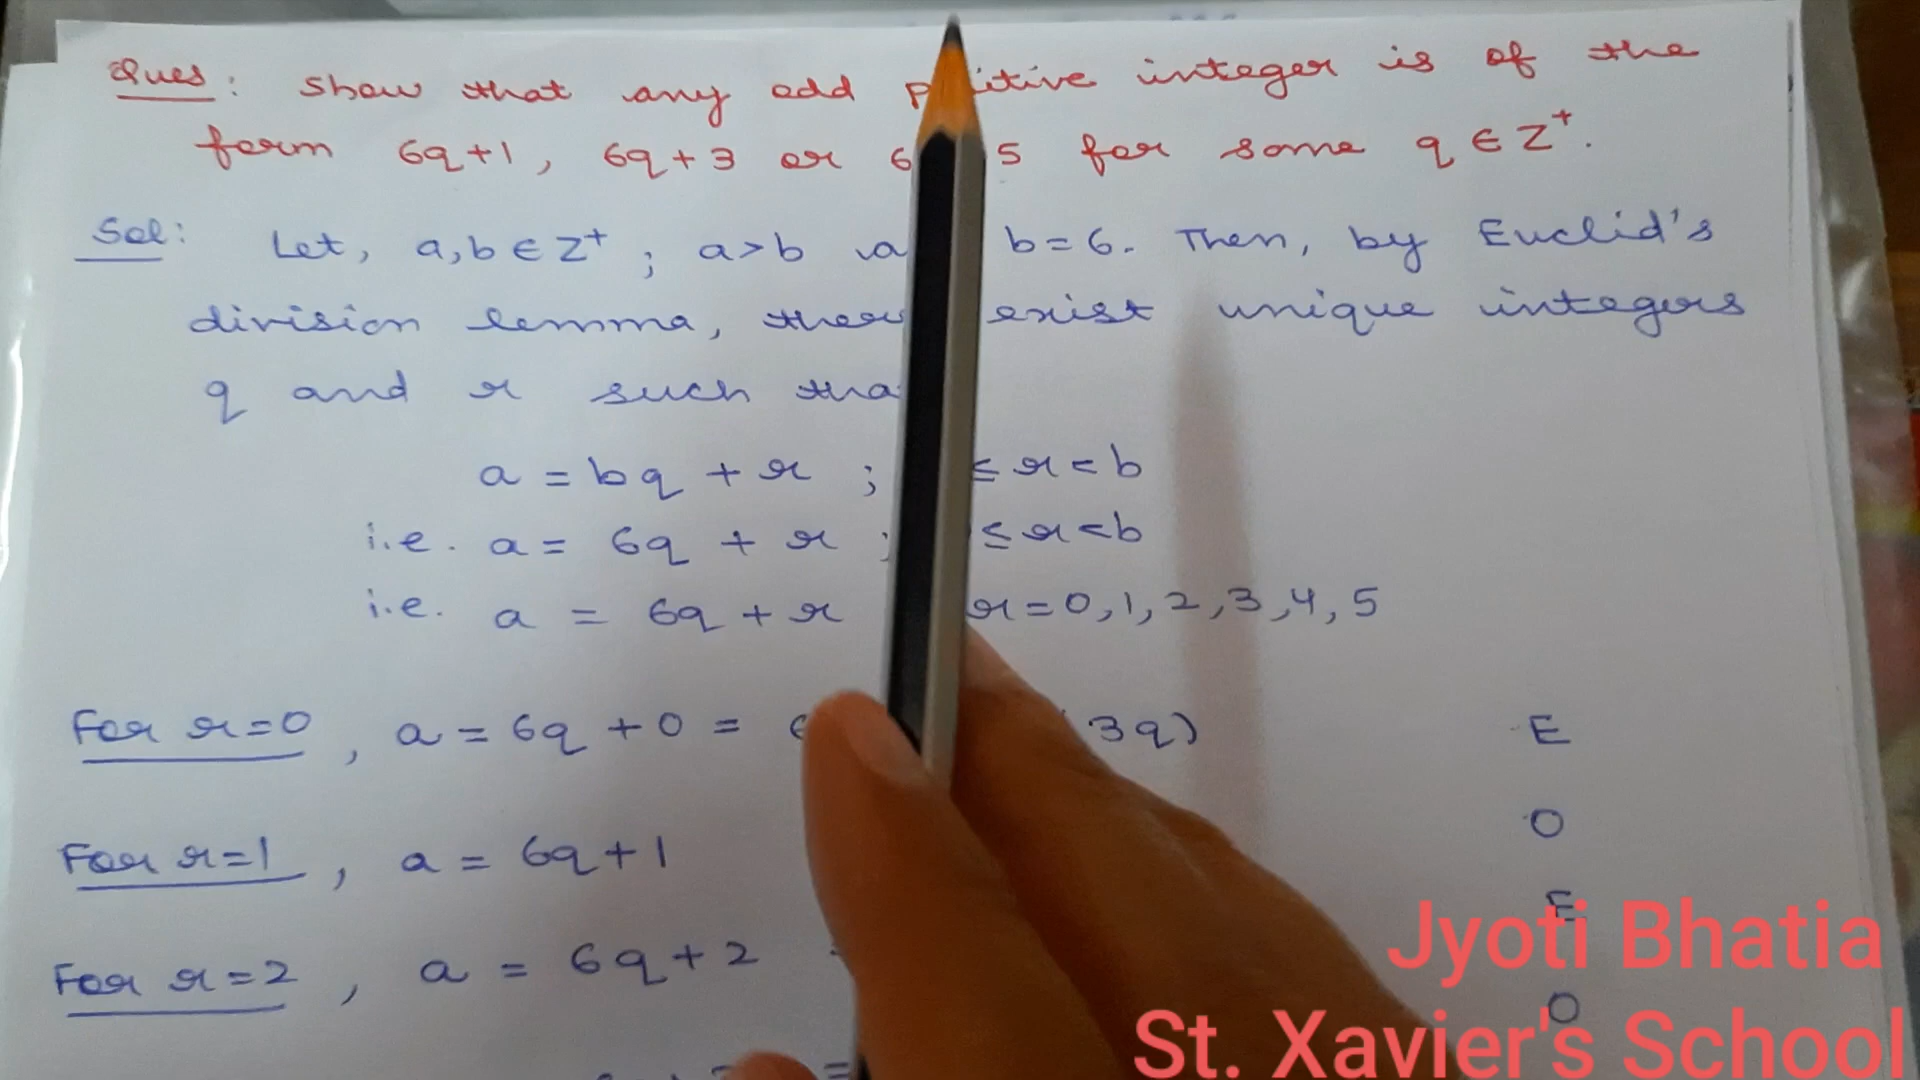 Ques: Show that any odd p itive integer is of the
form 6q+1, 6q+3 or 6 5 for some q ∈ Z⁺.
Sol: Let, a,b ∈ Z⁺ ; a>b b=6. Then, by Euclid's
division lemma, exist unique integers
q and r such
a = bq + r ; ≤ r < b
i.e. a = 6q + r ; ≤ r < b
i.e. a = 6q + r r = 0, 1, 2, 3, 4, 5
For r=0, a = 6q + 0 = 3q) E
For r=1, a = 6q+1 O
For r=2, a = 6q+2 E
O
Jyoti Bhatia
St. Xavier's School